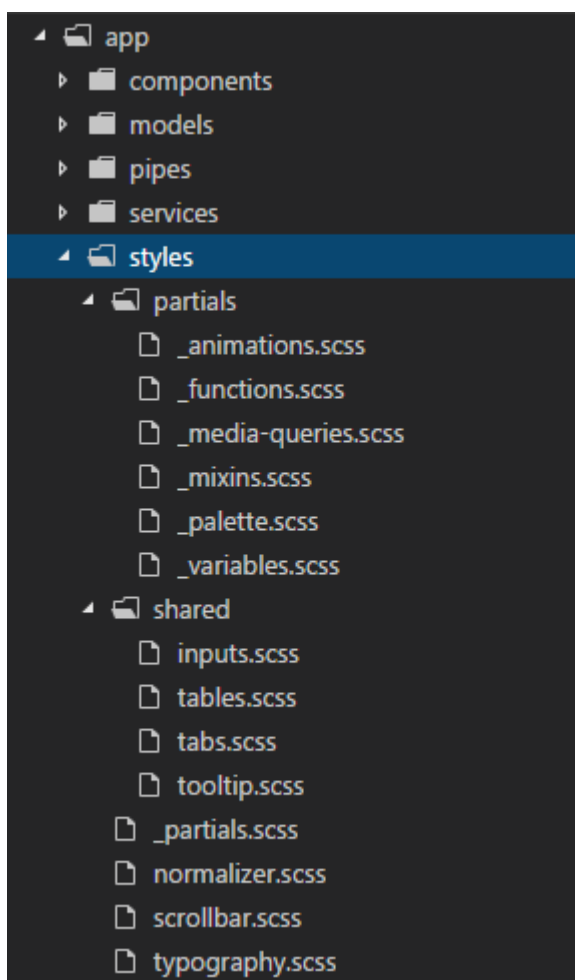 app
components
models
pipes
services
styles
partials
_animations.scss
_functions.scss
_media-queries.scss
_mixins.scss
_palette.scss
_variables.scss
shared
inputs.scss
tables.scss
tabs.scss
tooltip.scss
_partials.scss
normalizer.scss
scrollbar.scss
typography.scss